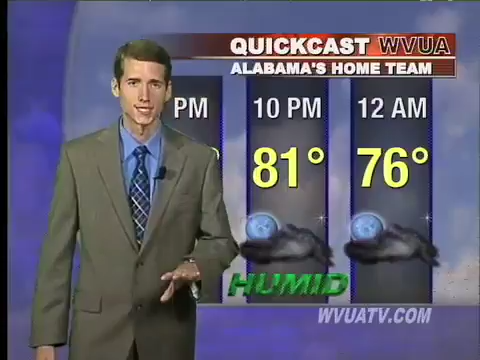 QUICKCAST WVUA
ALABAMA'S HOME TEAM
PM 10 PM 12 AM
81° 76°
HUMID
WVUATV.COM